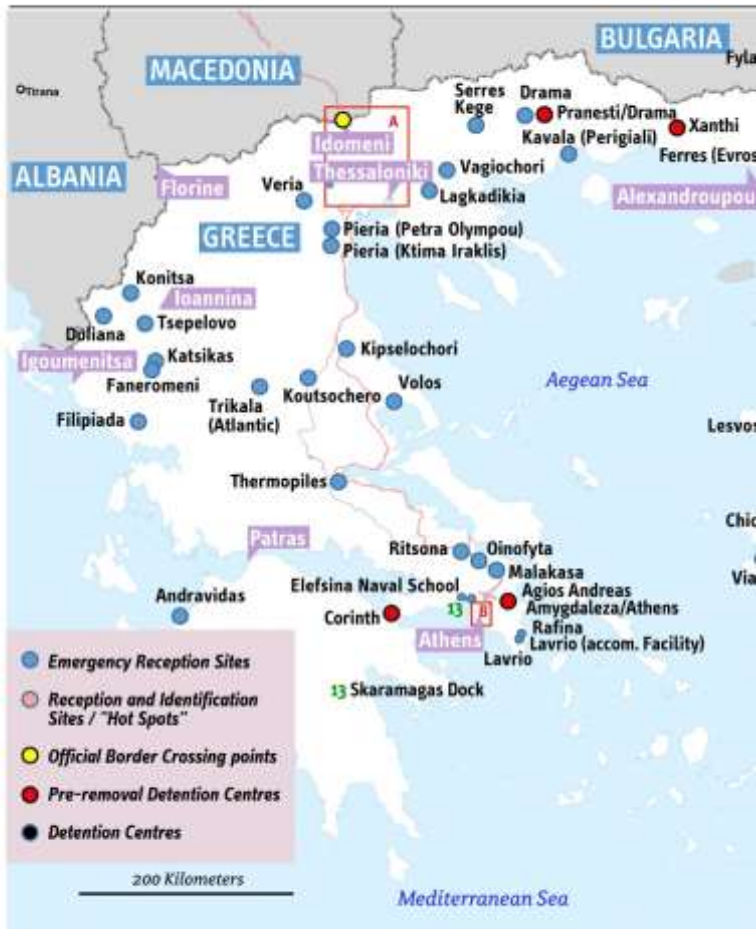 BULGARIA
Fyla
MACEDONIA
Tirana
Serres
Kege
Drama
Pranesti/Drama
Xanthi
A
Idomeni
Kavala (Perigiali)
Ferres (Evros
ALBANIA
Florine
Thessaloniki
Vagiochori
Veria
Lagkadikia
Alexandroupou
GREECE
Pieria (Petra Olympou)
Pieria (Ktima Iraklis)
Konitsa
Ioannina
Doliana
Tsepelovo
Igoumenitsa
Katsikas
Kipselochori
Faneromeni
Koutsochero
Volos
Aegean Sea
Trikala
(Atlantic)
Filipiada
Lesvos
Thermopiles
Chio
Patras
Ritsona
Oinofyta
Malakasa
Via
Andravidas
Elefsina Naval School
Agios Andreas
13
B
Amygdaleza/Athens
Corinth
Rafina
Athens
Lavrio (accom. Facility)
Lavrio
Emergency Reception Sites
13 Skaramagas Dock
Reception and Identification
Sites / "Hot Spots"
Official Border Crossing points
Pre-removal Detention Centres
Detention Centres
200 Kilometers
Mediterranean Sea